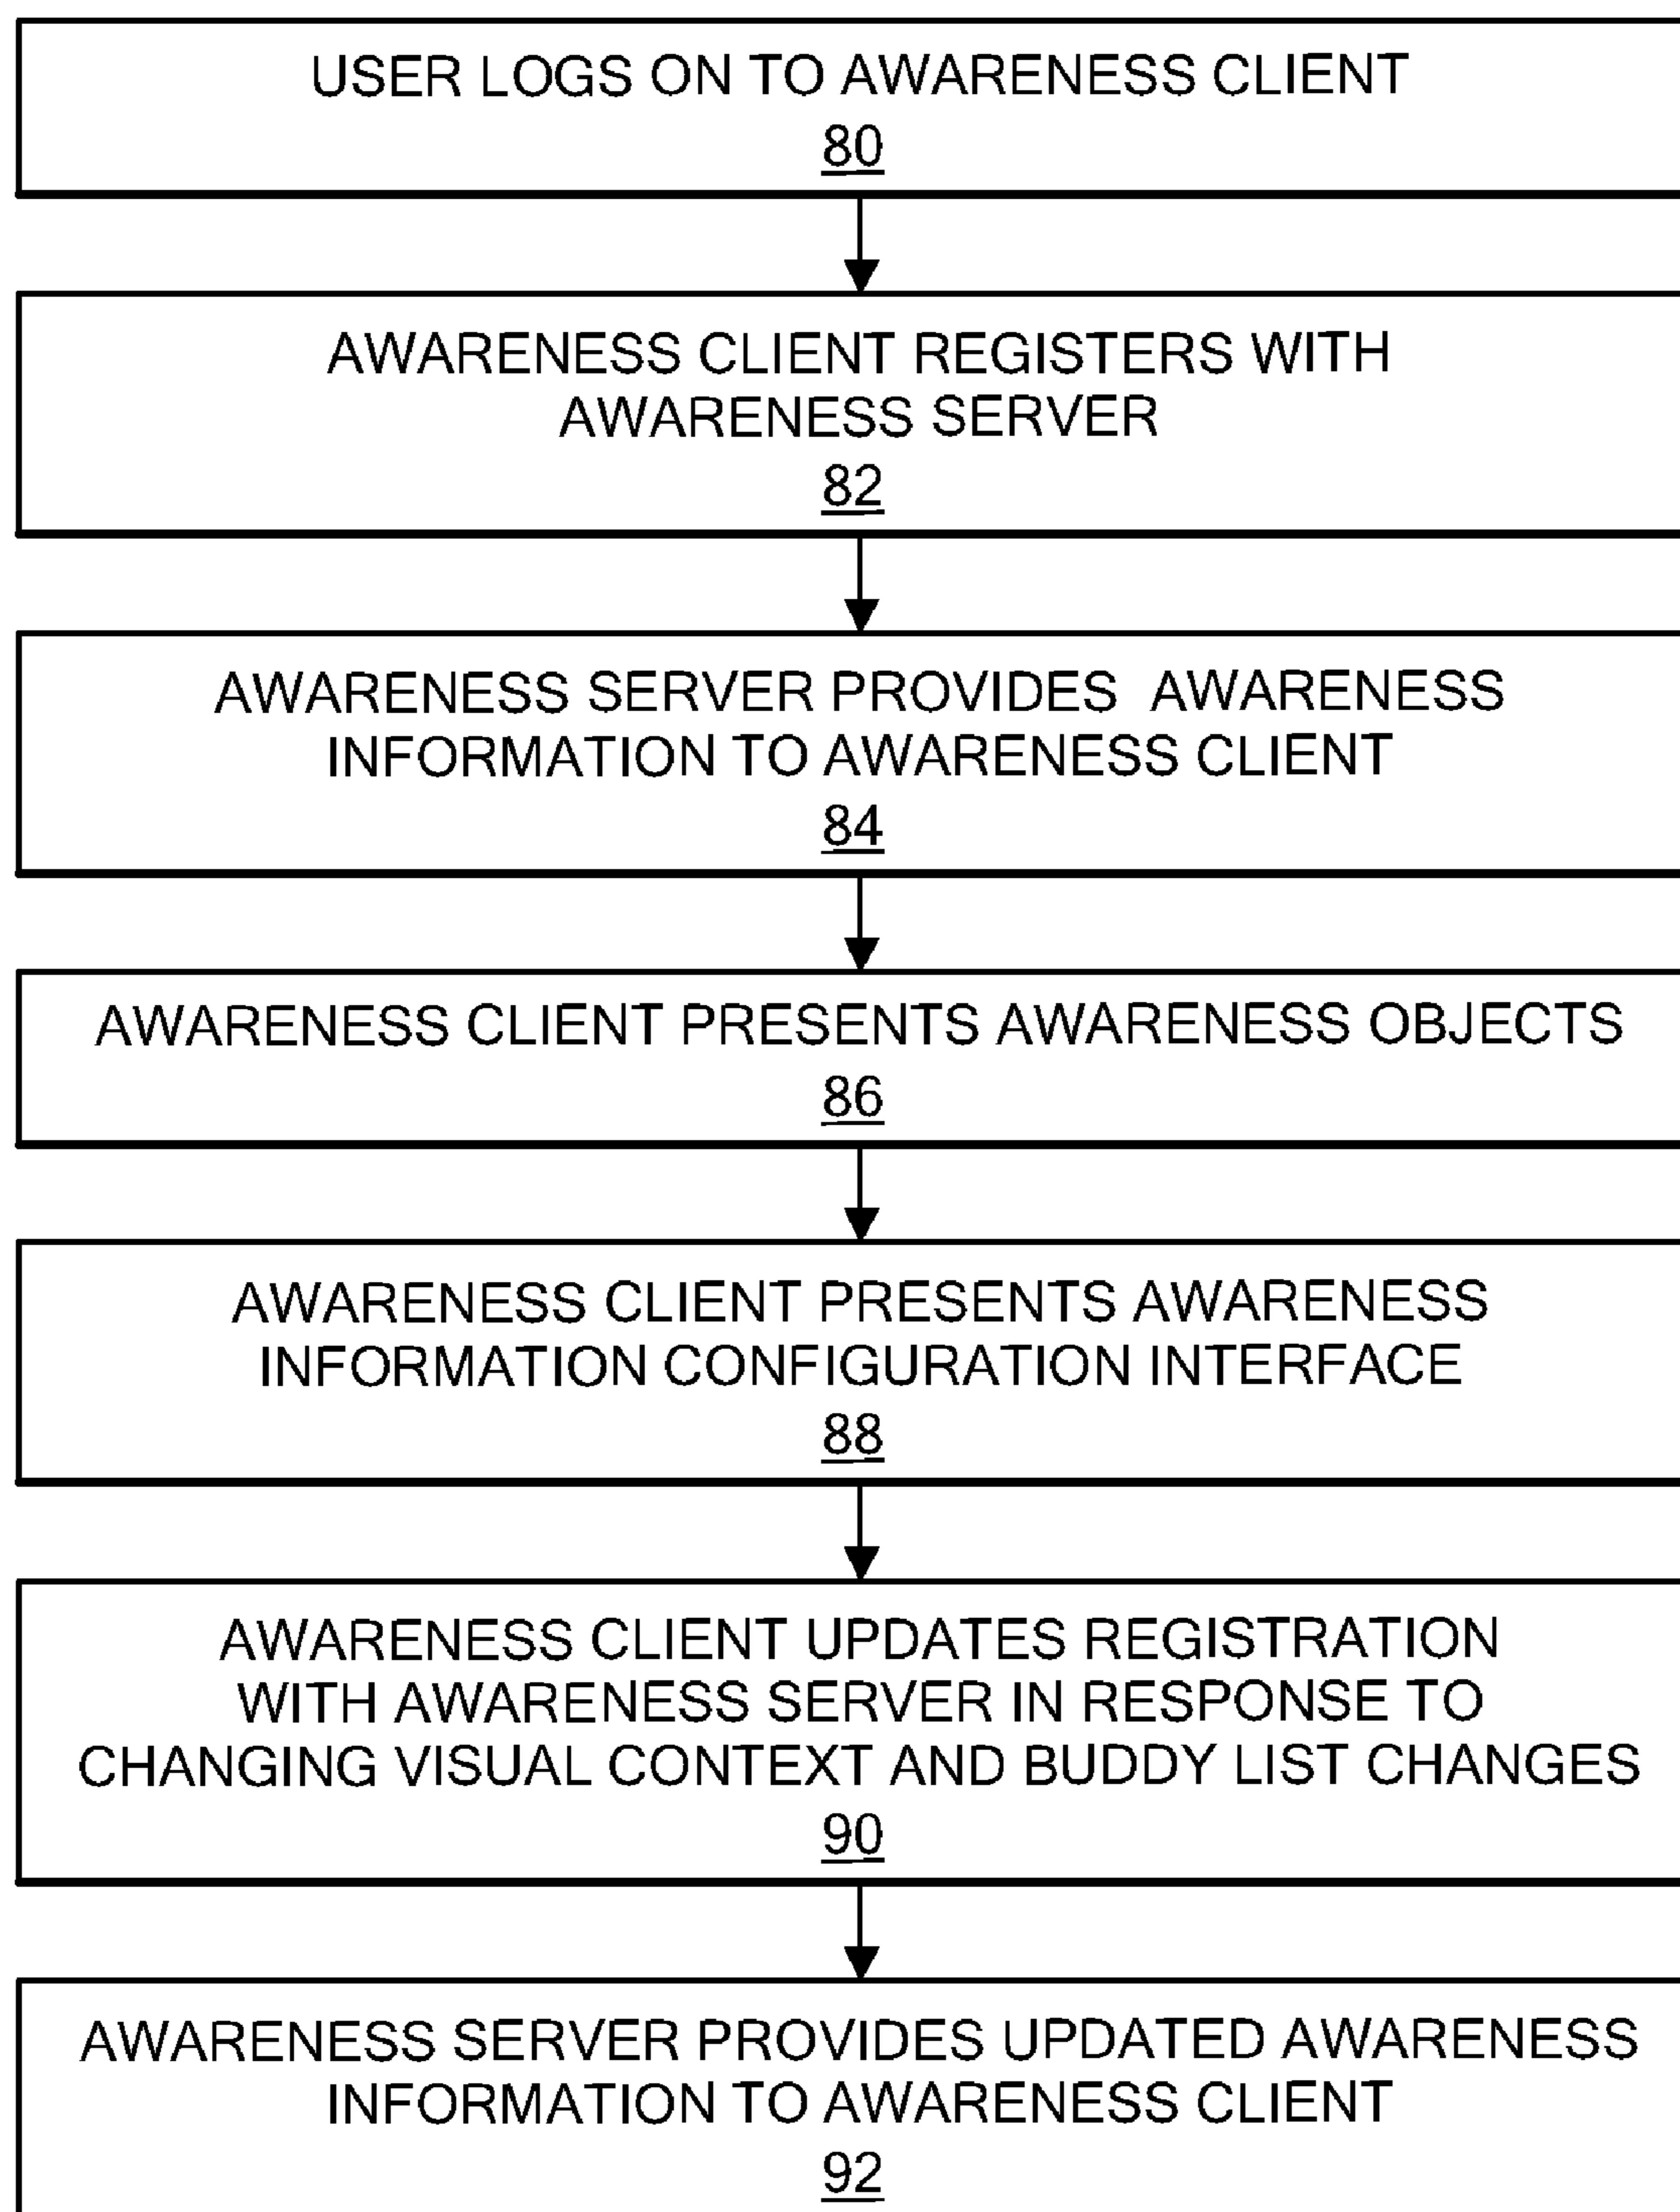 USER LOGS ON TO AWARENESS CLIENT
80
AWARENESS CLIENT REGISTERS WITH
AWARENESS SERVER
82
AWARENESS SERVER PROVIDES AWARENESS
INFORMATION TO AWARENESS CLIENT
84
AWARENESS CLIENT PRESENTS AWARENESS OBJECTS
86
AWARENESS CLIENT PRESENTS AWARENESS
INFORMATION CONFIGURATION INTERFACE
88
AWARENESS CLIENT UPDATES REGISTRATION
WITH AWARENESS SERVER IN RESPONSE TO
CHANGING VISUAL CONTEXT AND BUDDY LIST CHANGES
90
AWARENESS SERVER PROVIDES UPDATED AWARENESS
INFORMATION TO AWARENESS CLIENT
92